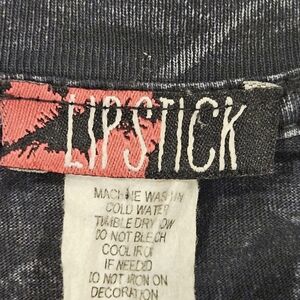 LIPSTICK
MACHINE WASH IN
COLD WATER
TUMBLE DRY LOW
DO NOT BLEACH
COOL IRON
IF NEEDED
DO NOT IRON ON
DECORATION